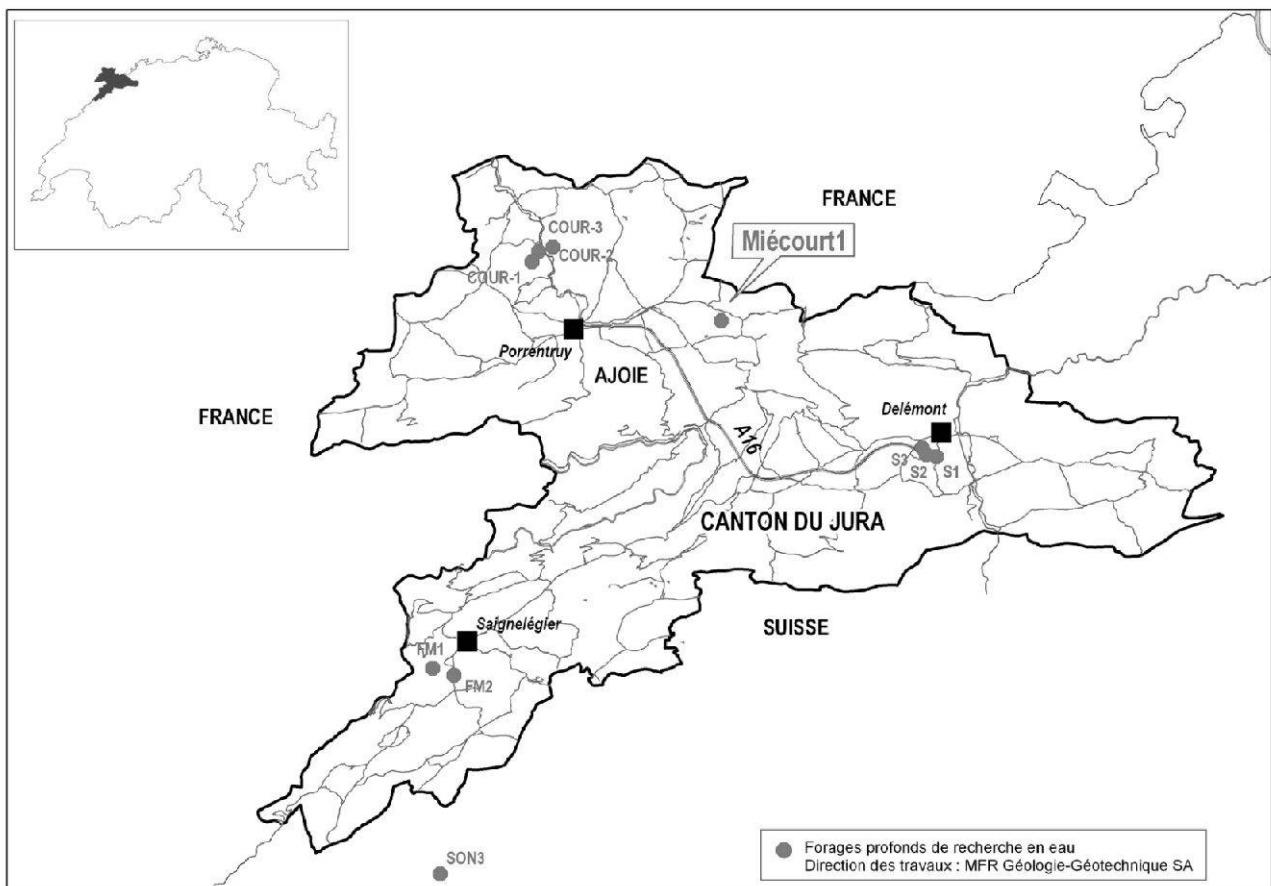 FRANCE
COUR-3
COUR-2
COUR-1
Miécourt1
Porrentruy
AJOIE
FRANCE
A16
Delémont
S3
S2
S1
CANTON DU JURA
SUISSE
Saignelégier
FM1
FM2
SON3
Forages profonds de recherche en eau
Direction des travaux : MFR Géologie-Géotechnique SA